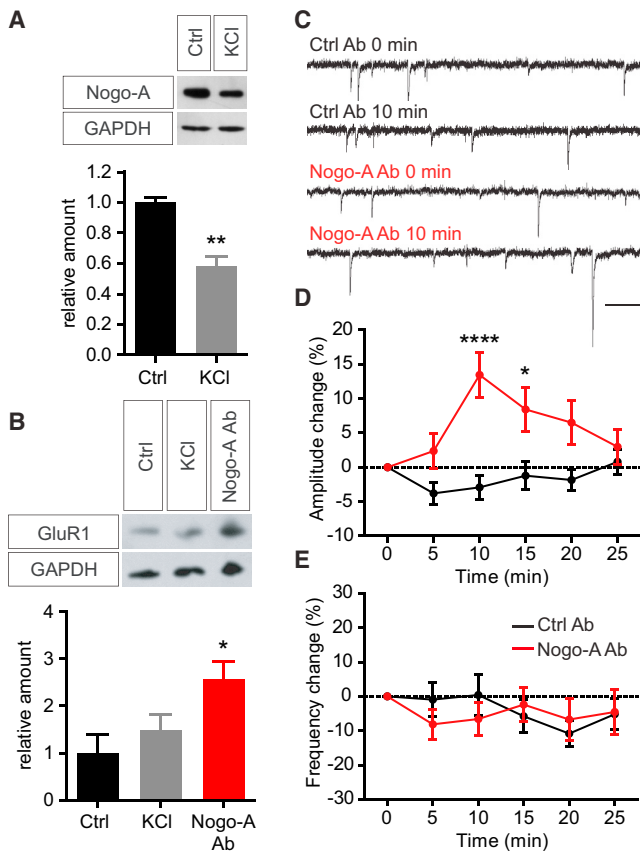 A
Ctrl
KCl
Nogo-A
GAPDH
relative amount
1.2
1.0
0.8
0.6
0.4
0.2
0.0
**
Ctrl
KCl
B
Ctrl
KCl
Nogo-A Ab
GluR1
GAPDH
relative amount
4
3
2
1
0
*
Ctrl
KCl
Nogo-A
Ab
C
Ctrl Ab 0 min
Ctrl Ab 10 min
Nogo-A Ab 0 min
Nogo-A Ab 10 min
D
Amplitude change (%)
20
15
10
5
0
-5
-10
****
*
0 5 10 15 20 25
Time (min)
E
Frequency change (%)
30
20
10
0
-10
-20
-30
Ctrl Ab
Nogo-A Ab
0 5 10 15 20 25
Time (min)